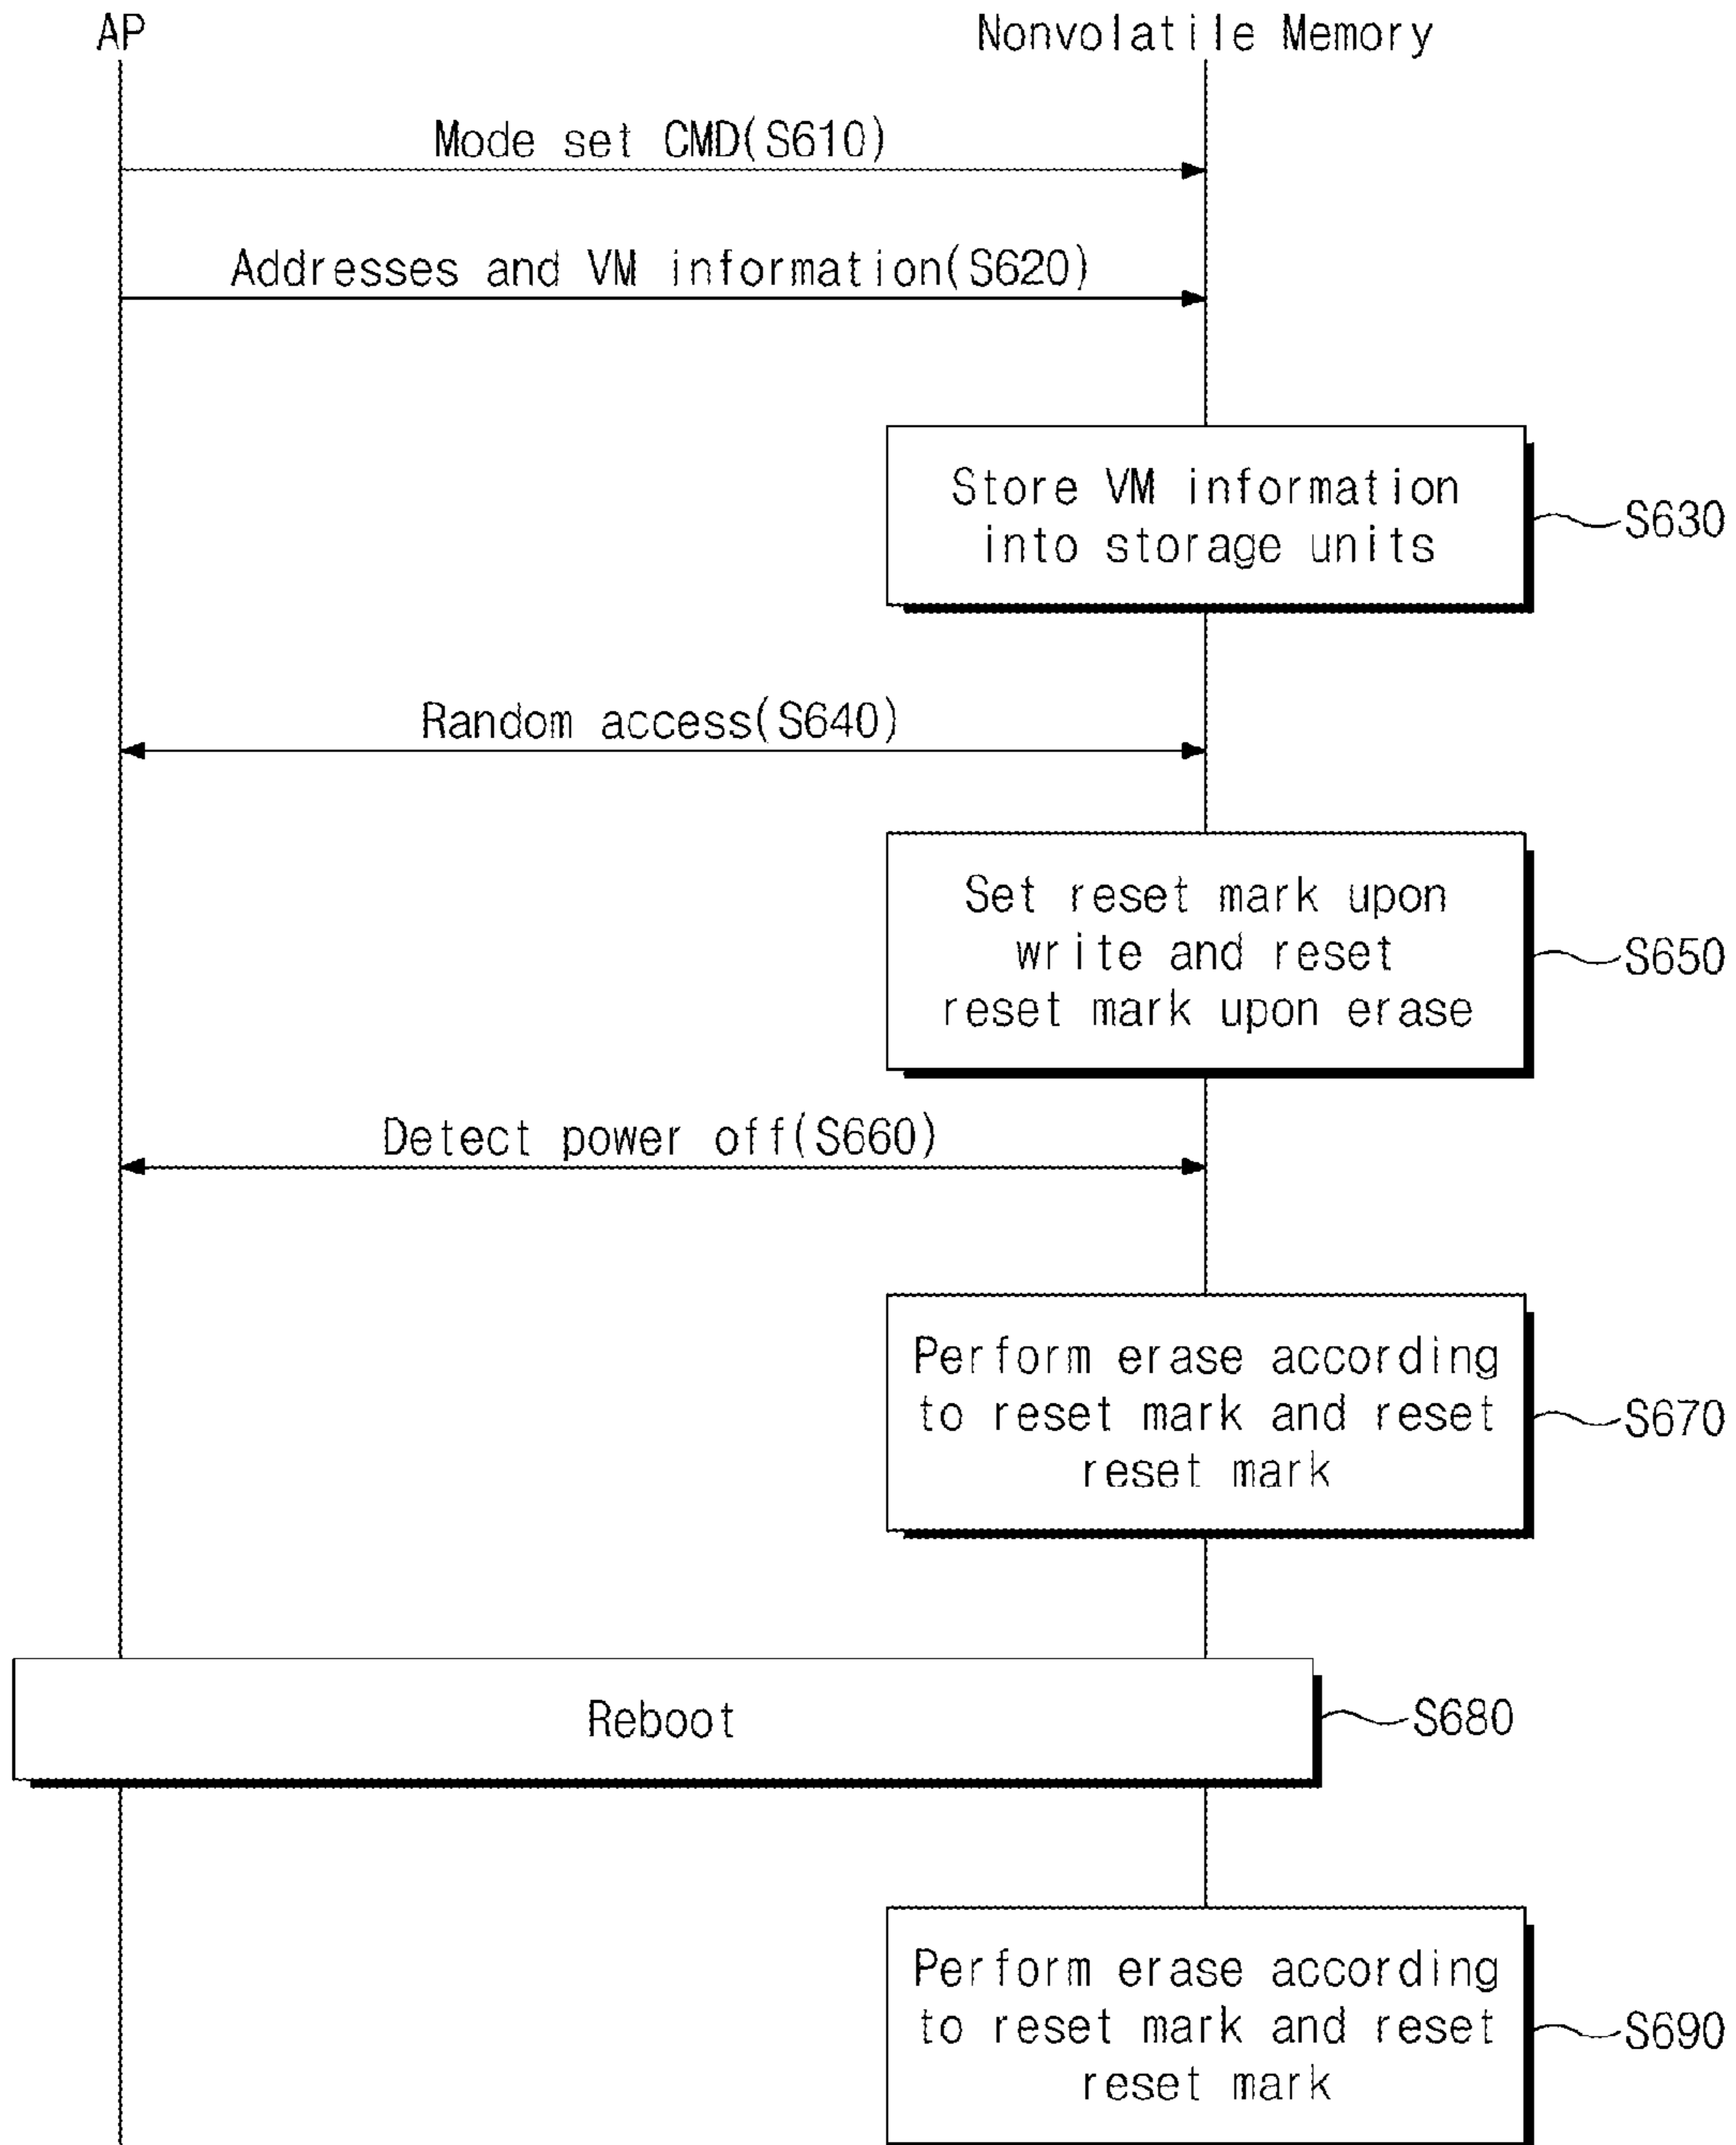 AP
Nonvolatile Memory
Mode set CMD(S610)
Addresses and VM information(S620)
Store VM information
into storage units
S630
Random access(S640)
Set reset mark upon
write and reset
reset mark upon erase
S650
Detect power off(S660)
Perform erase according
to reset mark and reset
reset mark
S670
Reboot
S680
Perform erase according
to reset mark and reset
reset mark
S690